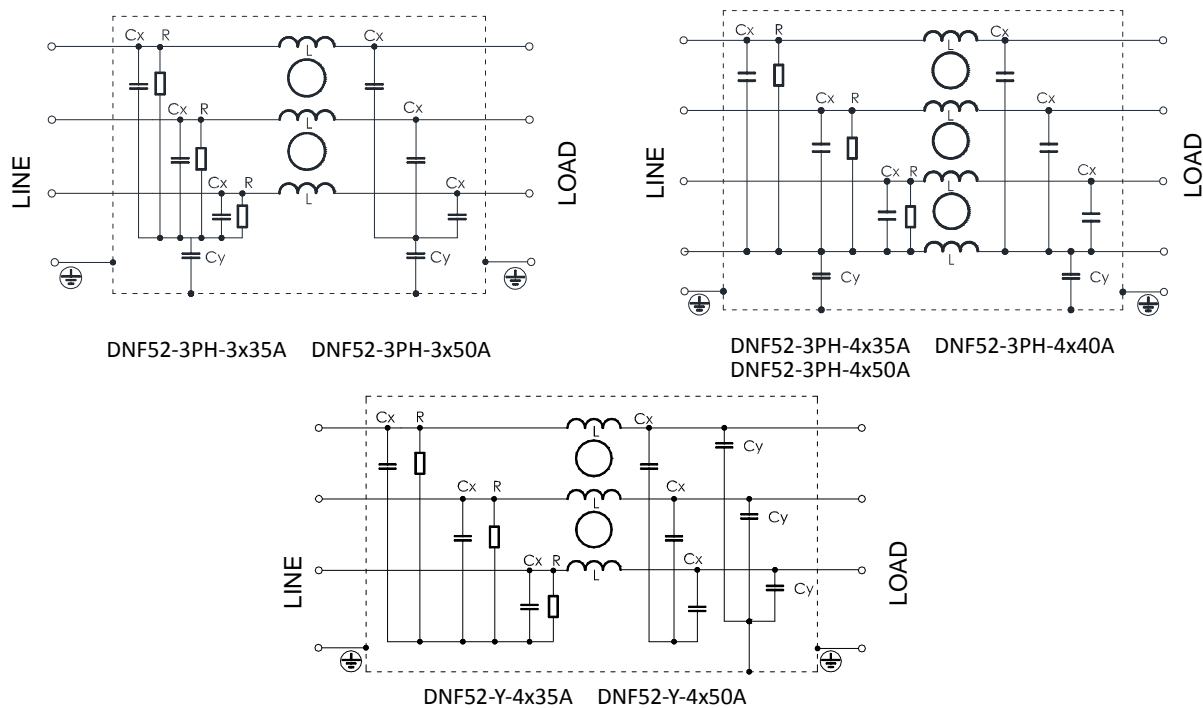 Cx R Cx
L
Cx R Cx
L
Cx R Cx
L
Cy Cy
LINE
LOAD
DNF52-3PH-3x35A DNF52-3PH-3x50A
Cx R Cx
L
Cx R Cx
L
Cx R Cx
L
L
Cy Cy
LINE
LOAD
DNF52-3PH-4x35A DNF52-3PH-4x40A
DNF52-3PH-4x50A
Cx R Cx
L
Cy
Cx R Cx
L
Cy
Cx R Cx
L
Cy
LINE
LOAD
DNF52-Y-4x35A DNF52-Y-4x50A